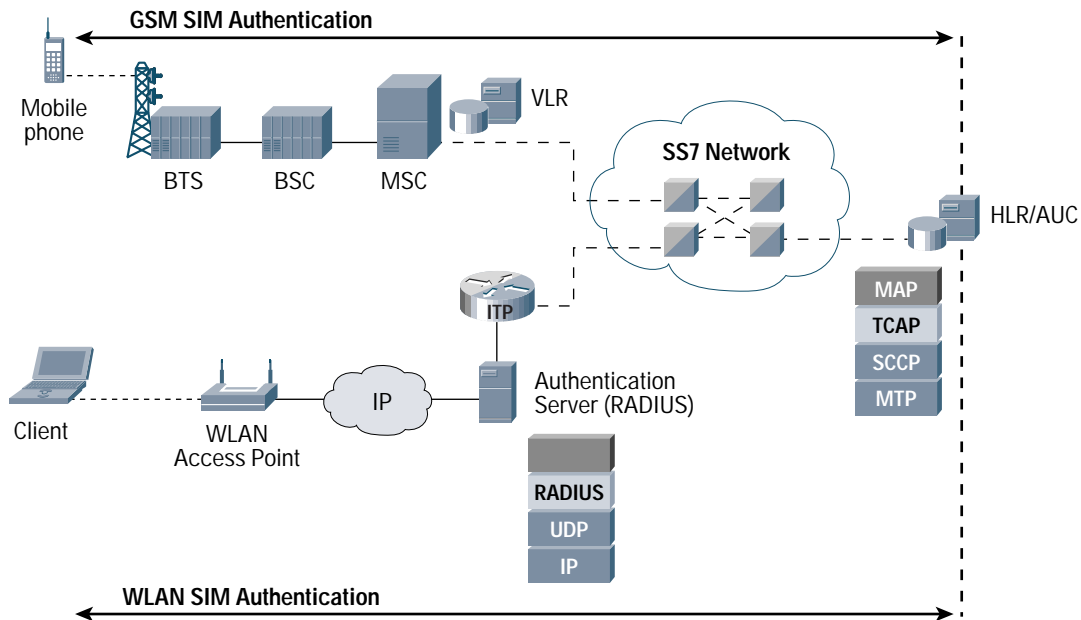 GSM SIM Authentication
Mobile
phone
BTS
BSC
MSC
VLR
SS7 Network
HLR/AUC
MAP
TCAP
SCCP
MTP
ITP
Client
WLAN
Access Point
IP
Authentication
Server (RADIUS)
RADIUS
UDP
IP
WLAN SIM Authentication